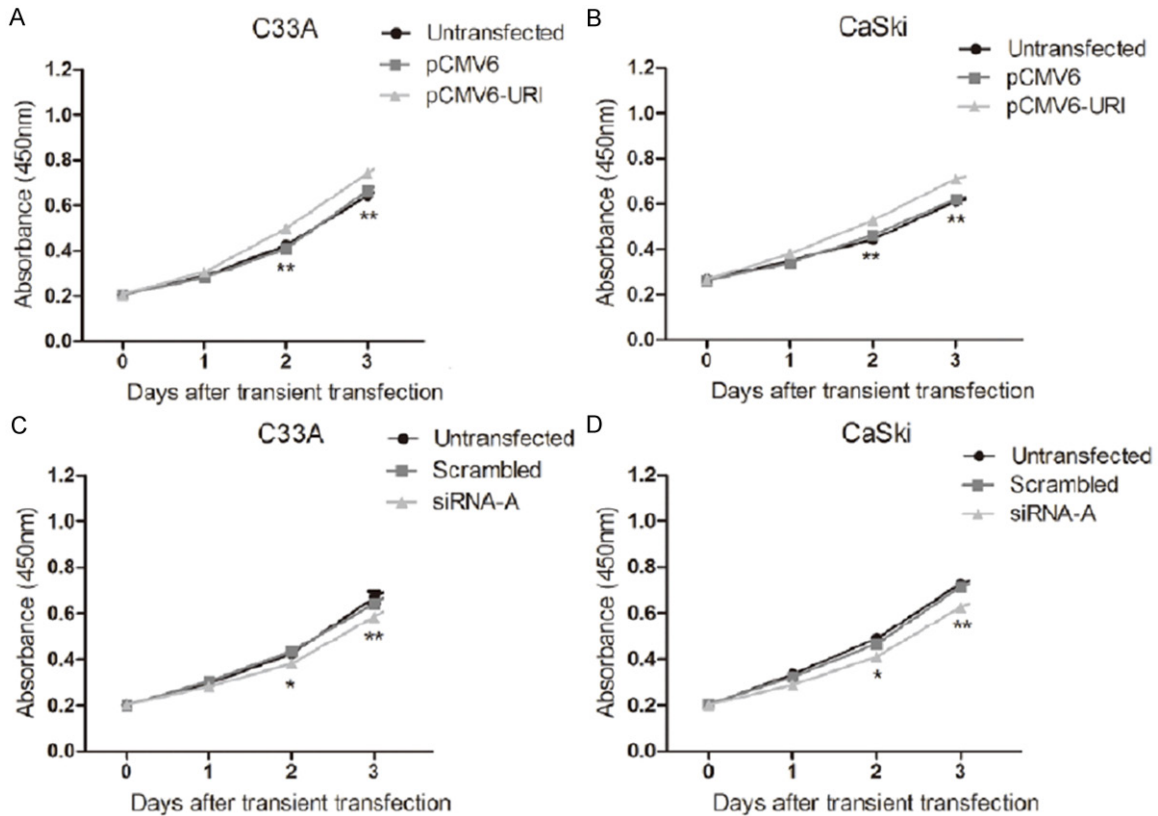 A
C33A
Untransfected
pCMV6
pCMV6-URI
1.2
1.0
0.8
0.6
0.4
0.2
0.0
Absorbance (450nm)
**
**
0 1 2 3
Days after transient transfection
B
CaSki
Untransfected
pCMV6
pCMV6-URI
1.2
1.0
0.8
0.6
0.4
0.2
0.0
Absorbance (450nm)
**
**
0 1 2 3
Days after transient transfection
C
C33A
Untransfected
Scrambled
siRNA-A
1.2
1.0
0.8
0.6
0.4
0.2
0.0
Absorbance (450nm)
**
*
0 1 2 3
Days after transient transfection
D
CaSki
Untransfected
Scrambled
siRNA-A
1.2
1.0
0.8
0.6
0.4
0.2
0.0
Absorbance (450nm)
**
*
0 1 2 3
Days after transient transfection